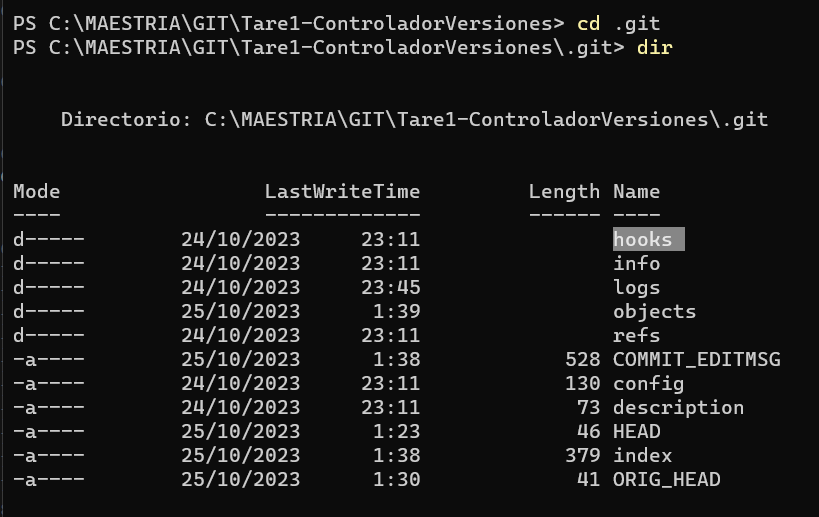 PS C:\MAESTRIA\GIT\Tare1-ControladorVersiones> cd .git
PS C:\MAESTRIA\GIT\Tare1-ControladorVersiones\.git> dir
Directorio: C:\MAESTRIA\GIT\Tare1-ControladorVersiones\.git
Mode                 LastWriteTime         Length Name
----                 -------------         ------ ----
d-----        24/10/2023     23:11                hooks
d-----        24/10/2023     23:11                info
d-----        24/10/2023     23:45                logs
d-----        25/10/2023      1:39                objects
d-----        24/10/2023     23:11                refs
-a----        25/10/2023      1:38            528 COMMIT_EDITMSG
-a----        24/10/2023     23:11            130 config
-a----        24/10/2023     23:11             73 description
-a----        25/10/2023      1:23             46 HEAD
-a----        25/10/2023      1:38            379 index
-a----        25/10/2023      1:30             41 ORIG_HEAD